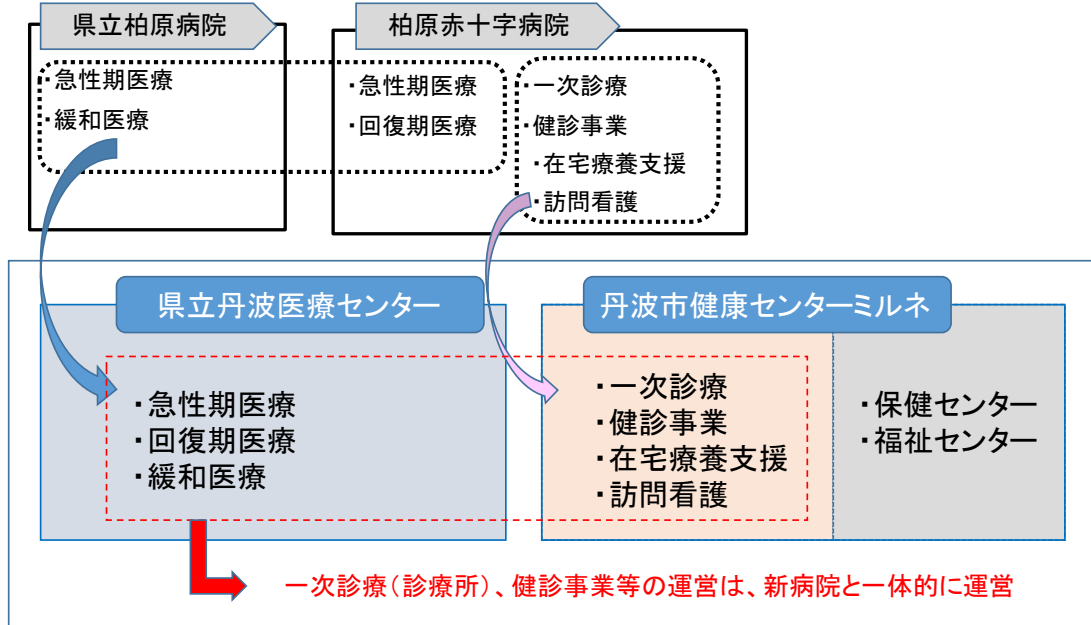 県立柏原病院
・急性期医療
・緩和医療
柏原赤十字病院
・急性期医療
・回復期医療
・一次診療
・健診事業
・在宅療養支援
・訪問看護
県立丹波医療センター
・急性期医療
・回復期医療
・緩和医療
丹波市健康センターミルネ
・一次診療
・健診事業
・在宅療養支援
・訪問看護
・保健センター
・福祉センター
一次診療(診療所)、健診事業等の運営は、新病院と一体的に運営